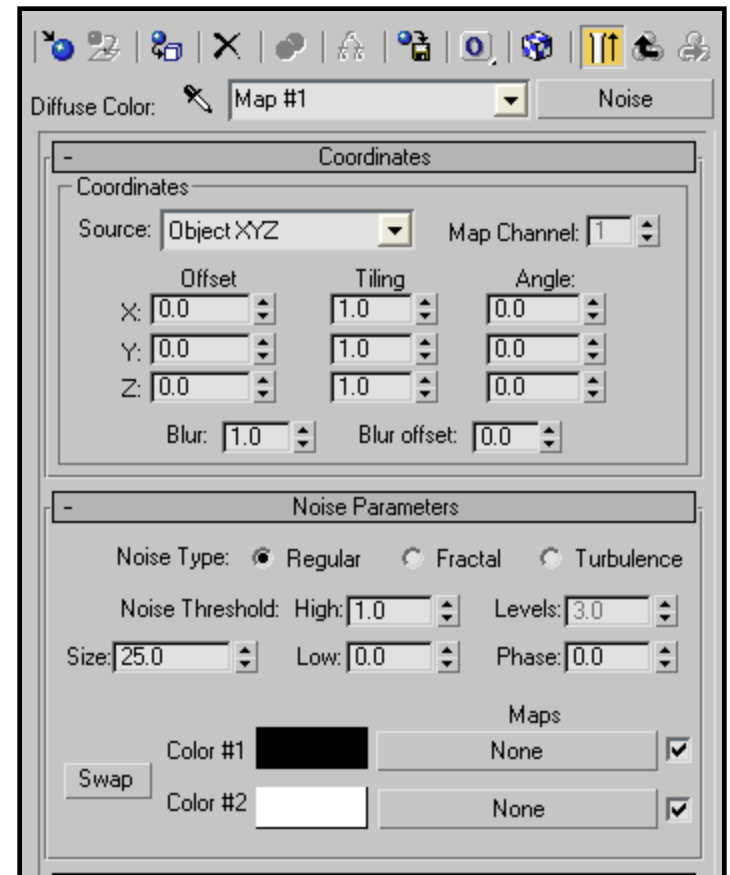 0
Diffuse Color: Map #1 Noise
- Coordinates
Coordinates
Source: Object XYZ Map Channel: 1
Offset Tiling Angle:
X: 0.0 1.0 0.0
Y: 0.0 1.0 0.0
Z: 0.0 1.0 0.0
Blur: 1.0 Blur offset: 0.0
- Noise Parameters
Noise Type: Regular Fractal Turbulence
Noise Threshold: High: 1.0 Levels: 3.0
Size: 25.0 Low: 0.0 Phase: 0.0
Maps
Color #1 None
Swap
Color #2 None